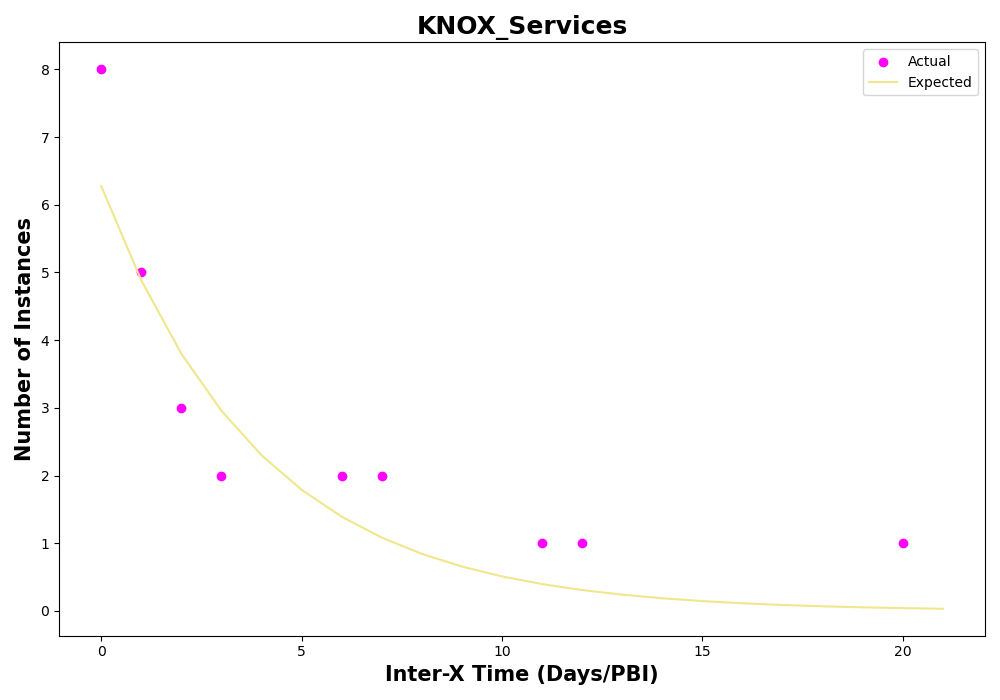 KNOX_Services
Actual
Expected
Number of Instances
8
7
6
5
4
3
2
1
0
0
5
10
15
20
Inter-X Time (Days/PBI)